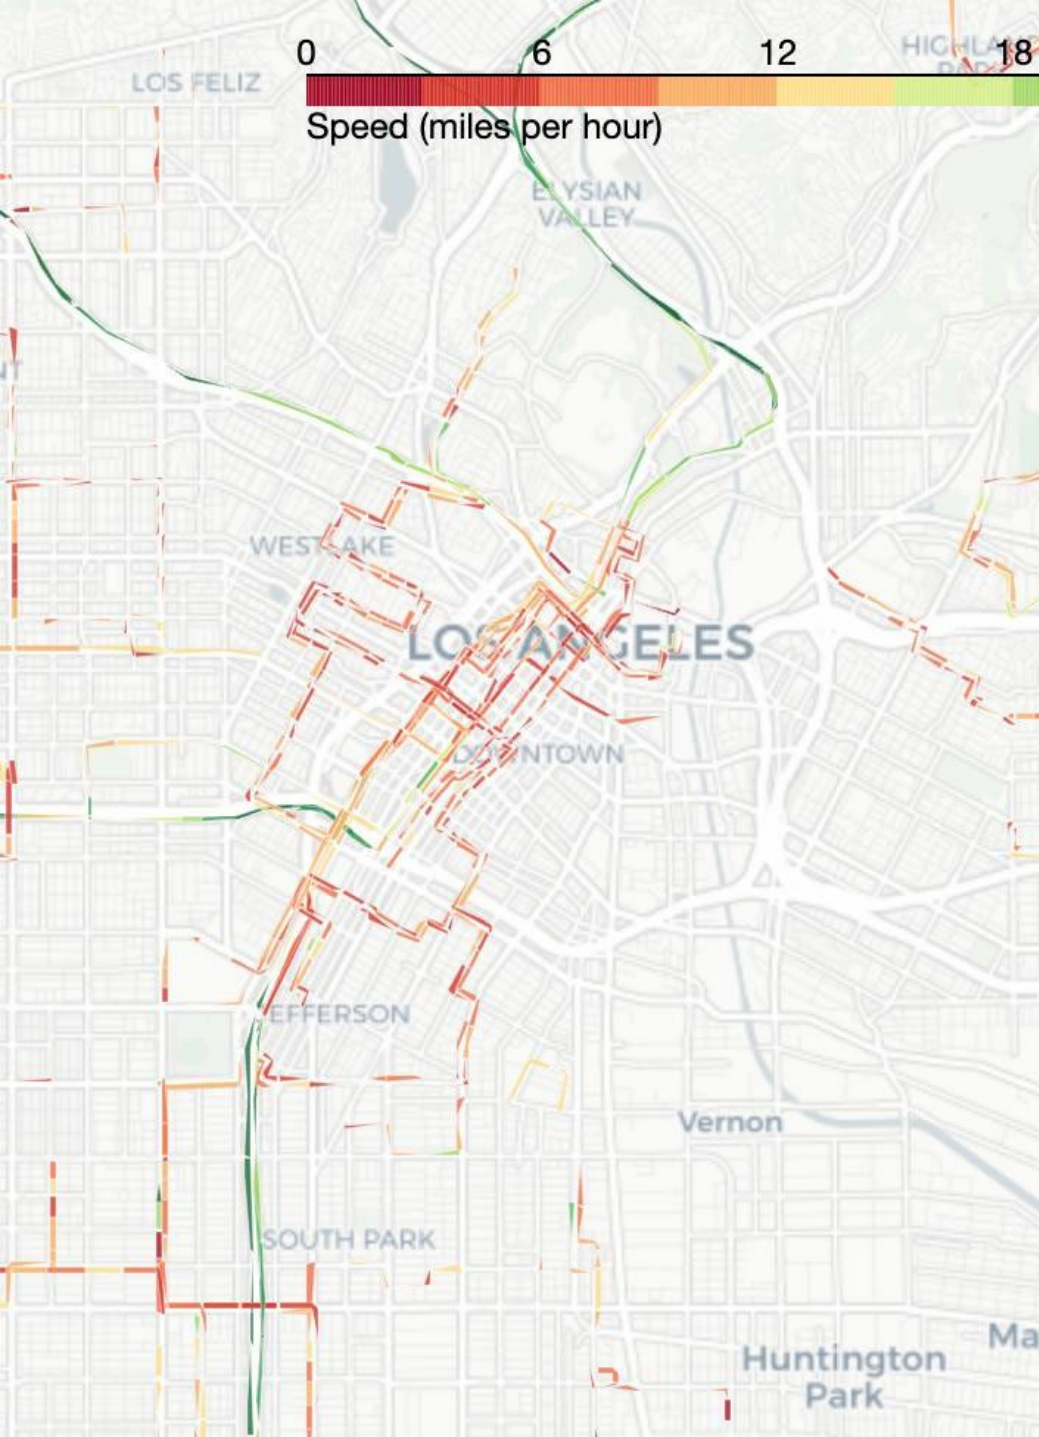 0 6 12 18
Speed (miles per hour)
LOS FELIZ
ELYSIAN
VALLEY
WESTLAKE
LOS ANGELES
DOWNTOWN
EFFERSON
Vernon
SOUTH PARK
Ma
Huntington
Park